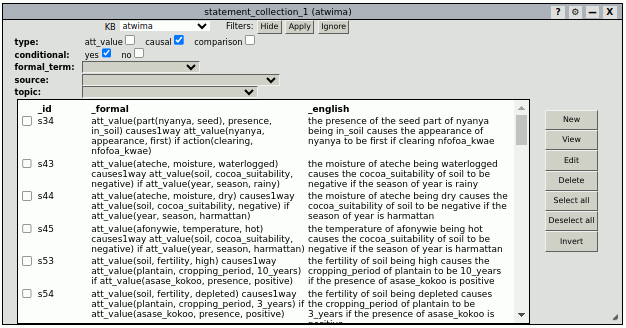 statement_collection_1 (atwima)
? — X
KB atwima Filters: Hide Apply Ignore
type: att_value causal comparison
conditional: yes no
formal_term:
source:
topic:
_id _formal _english
s34 att_value(part(nyanya, seed), presence, the presence of the seed part of nyanya
in_soil) causes1way att_value(nyanya, being in_soil causes the appearance of
appearance, first) if action(clearing, nyanya to be first if clearing nfofoa_kwae
nfofoa_kwae)
s43 att_value(ateche, moisture, waterlogged) the moisture of ateche being waterlogged
causes1way att_value(soil, cocoa_suitability, causes the cocoa_suitability of soil to be
negative) if att_value(year, season, rainy) negative if the season of year is rainy
s44 att_value(ateche, moisture, dry) causes1way the moisture of ateche being dry causes the
att_value(soil, cocoa_suitability, negative) if cocoa_suitability of soil to be negative if the
att_value(year, season, harmattan) season of year is harmattan
s45 att_value(afonywie, temperature, hot) the temperature of afonywie being hot
causes1way att_value(soil, cocoa_suitability, causes the cocoa_suitability of soil to be
negative) if att_value(year, season, harmattan) negative if the season of year is harmattan
s53 att_value(soil, fertility, high) causes1way the fertility of soil being high causes the
att_value(plantain, cropping_period, 10_years) cropping_period of plantain to be 10_years
if att_value(asase_kokoo, presence, positive) if the presence of asase_kokoo is positive
s54 att_value(soil, fertility, depleted) causes1way the fertility of soil being depleted causes
att_value(plantain, cropping_period, 3_years) if the cropping_period of plantain to be
att_value(asase_kokoo, presence, positive) 3_years if the presence of asase_kokoo is
New
View
Edit
Delete
Select all
Deselect all
Invert